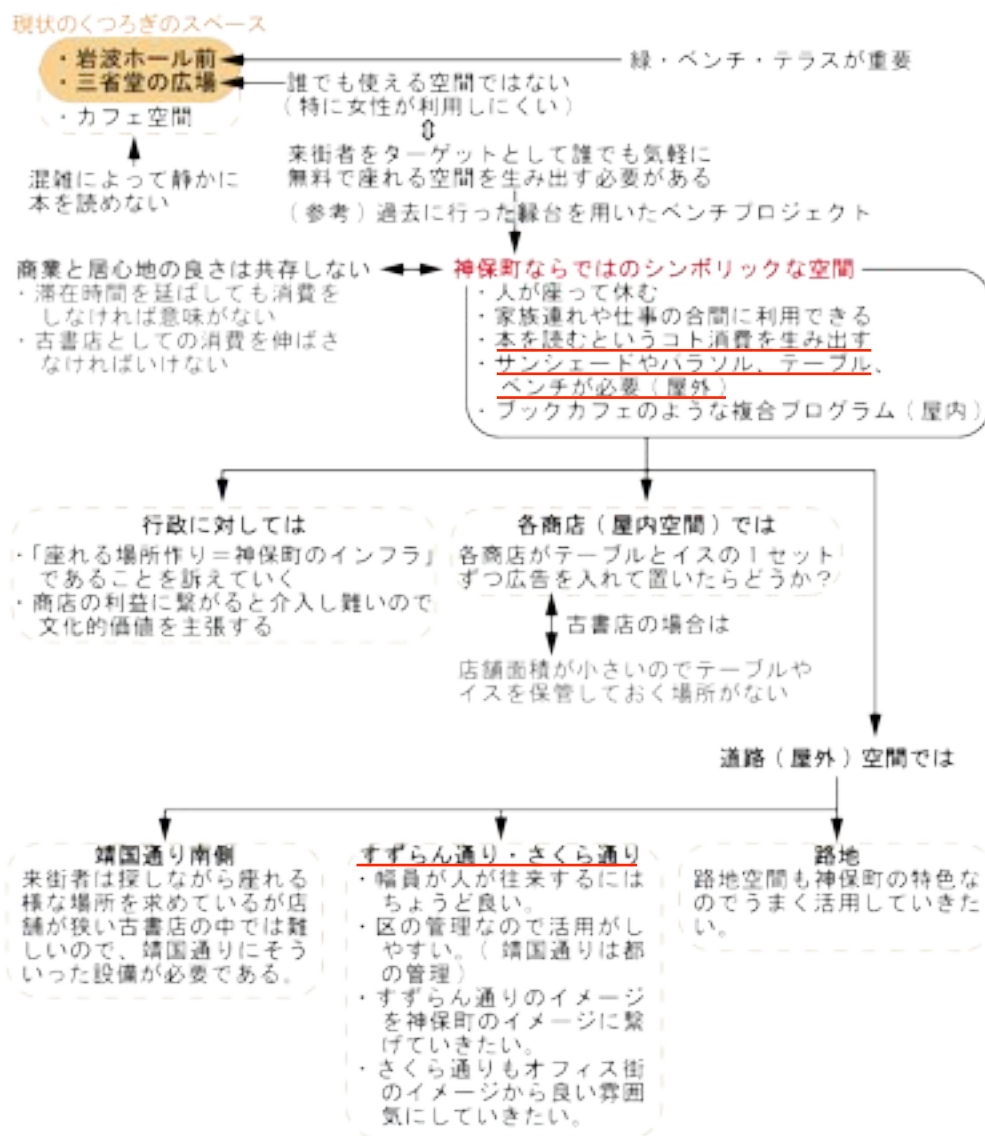 現状のくつろぎのスペース
・岩波ホール前
・三省堂の広場
・カフェ空間
緑・ベンチ・テラスが重要
誰でも使える空間ではない
（特に女性が利用しにくい）
来街者をターゲットとして誰でも気軽に
無料で座れる空間を生み出す必要がある
（参考）過去に行った縁台を用いたベンチプロジェクト
混雑によって静かに
本を読めない
商業と居心地の良さは共存しない
・滞在時間を延ばしても消費を
しなければ意味がない
・古書店としての消費を伸ばさ
なければいけない
神保町ならではのシンボリックな空間
・人が座って休む
・家族連れや仕事の合間に利用できる
・本を読むというコト消費を生み出す
・サンシェードやパラソル、テーブル、
ベンチが必要（屋外）
・ブックカフェのような複合プログラム（屋内）
行政に対しては
・「座れる場所作り＝神保町のインフラ」
であることを訴えていく
・商店の利益に繋がると介入し難いので
文化的価値を主張する
各商店（屋内空間）では
各商店がテーブルとイスの１セット
ずつ広告を入れて置いたらどうか？
古書店の場合は
店舗面積が小さいのでテーブルや
イスを保管しておく場所がない
道路（屋外）空間では
靖国通り南側
来街者は探しながら座れる
様な場所を求めているが店
舗が狭い古書店の中では難
しいので、靖国通りにそう
いった設備が必要である。
すずらん通り・さくら通り
・幅員が人が往来するには
ちょうど良い。
・区の管理なので活用がし
やすい。（靖国通りは都
の管理）
・すずらん通りのイメージ
を神保町のイメージに繋
げていきたい。
・さくら通りもオフィス街
のイメージから良い雰囲
気にしていきたい。
路地
路地空間も神保町の特色な
のでうまく活用していきた
い。